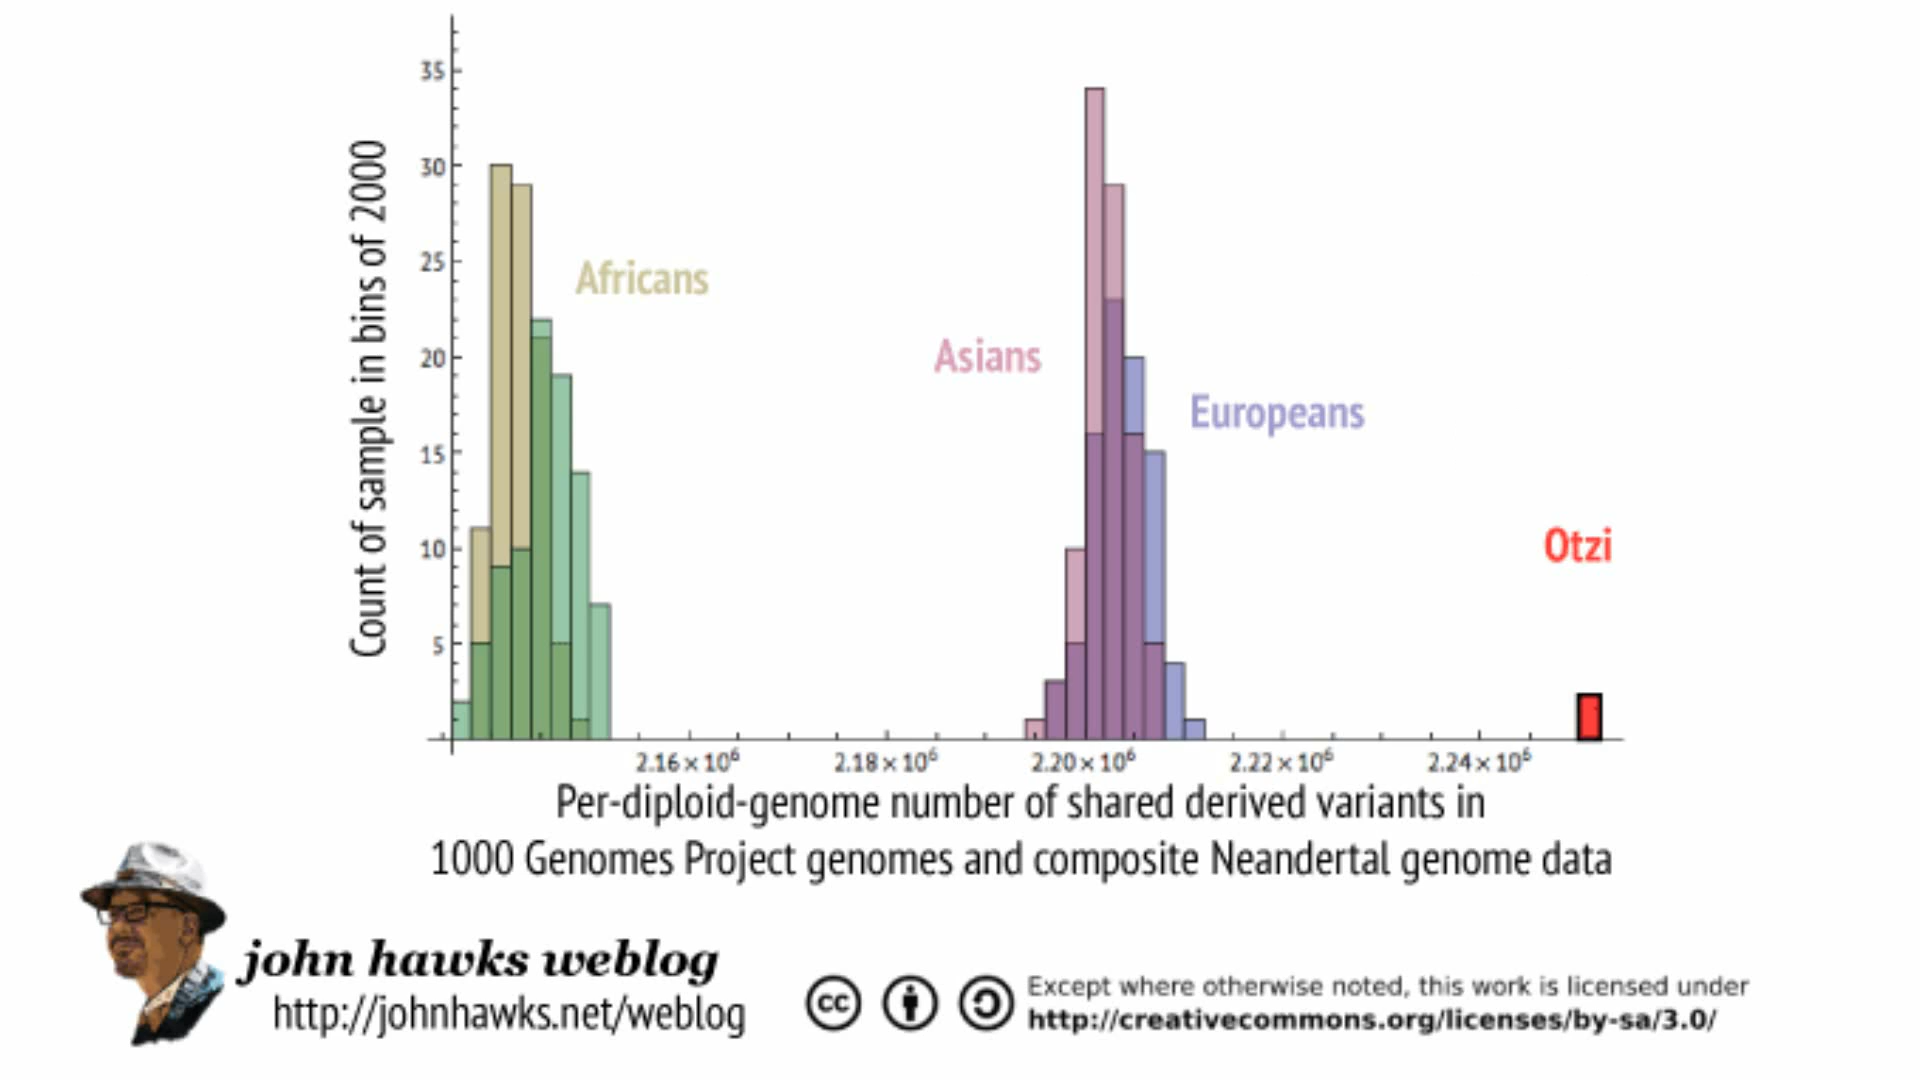 35
30
25
20
15
10
5
Count of sample in bins of 2000
Africans
Asians
Europeans
Otzi
2.16×10⁶ 2.18×10⁶ 2.20×10⁶ 2.22×10⁶ 2.24×10⁶
Per-diploid-genome number of shared derived variants in
1000 Genomes Project genomes and composite Neandertal genome data
john hawks weblog
http://johnhawks.net/weblog
cc
Except where otherwise noted, this work is licensed under
http://creativecommons.org/licenses/by-sa/3.0/